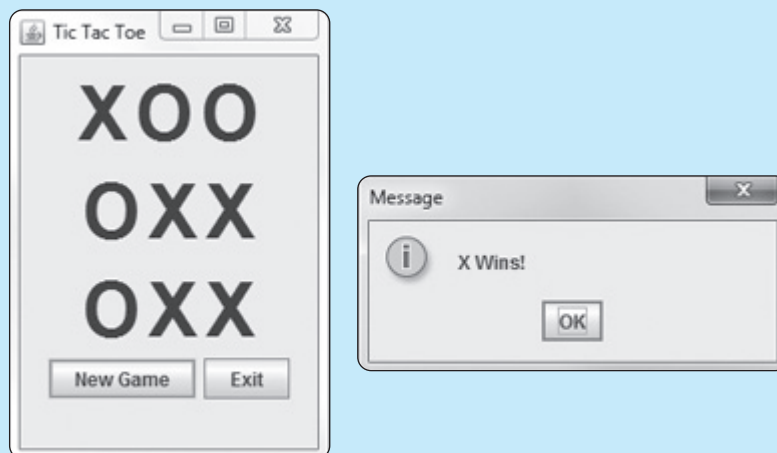 Tic Tac Toe
XOO
OXX
OXX
New Game Exit
Message
X Wins!
OK